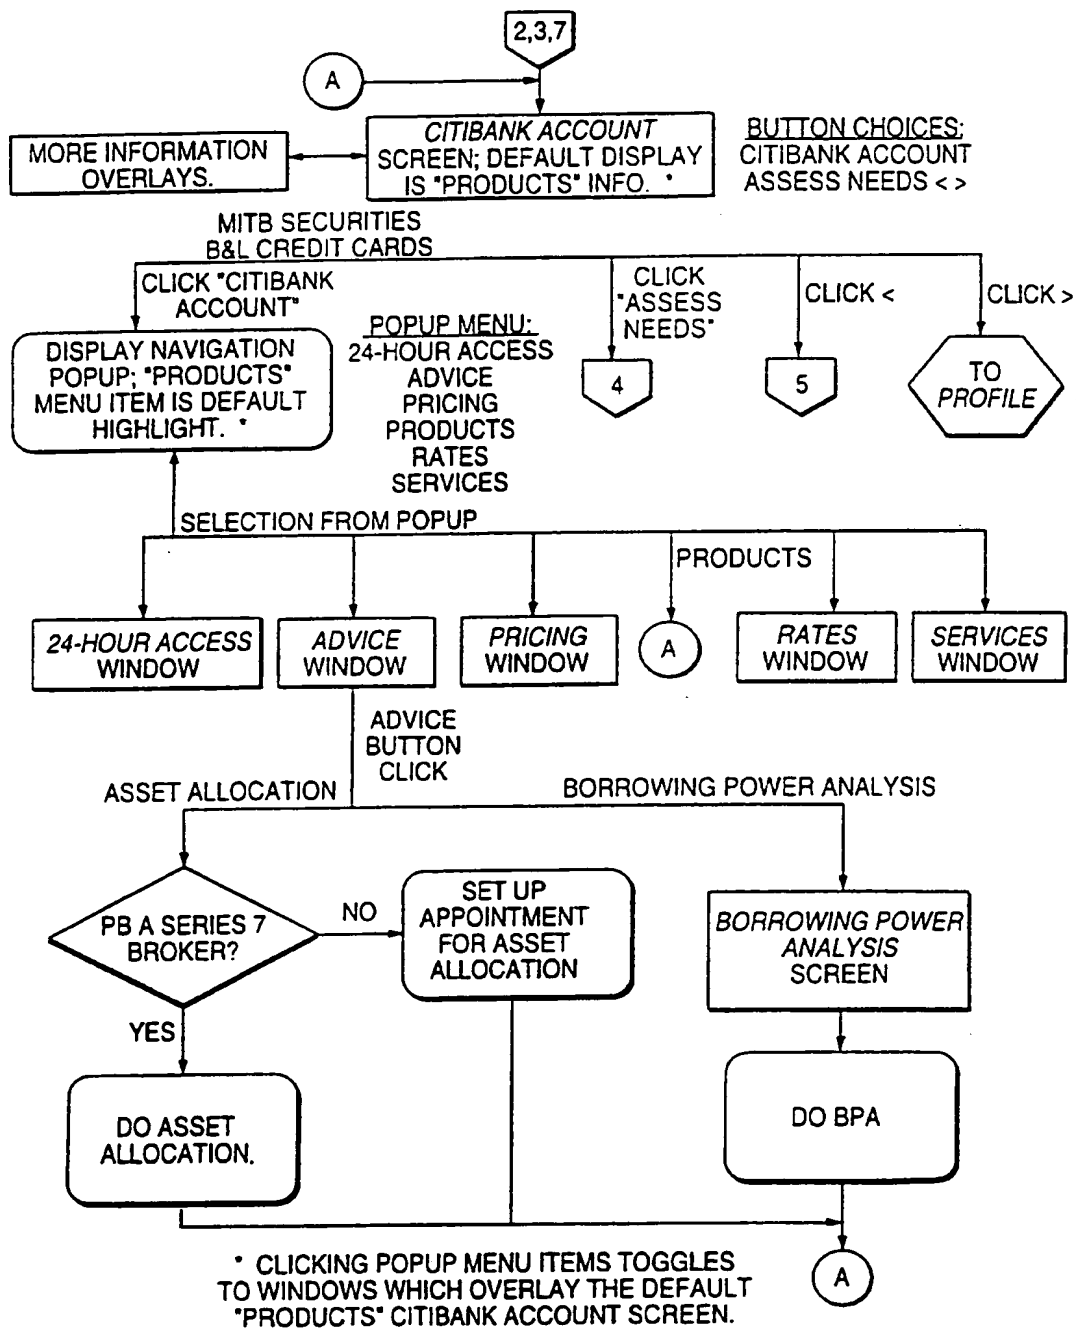 2,3,7
A
CITIBANK ACCOUNT
SCREEN; DEFAULT DISPLAY
IS "PRODUCTS" INFO. *
MORE INFORMATION
OVERLAYS.
BUTTON CHOICES:
CITIBANK ACCOUNT
ASSESS NEEDS < >
MITB SECURITIES
B&L CREDIT CARDS
CLICK "CITIBANK
ACCOUNT"
CLICK
"ASSESS
NEEDS"
CLICK <
CLICK >
DISPLAY NAVIGATION
POPUP; "PRODUCTS"
MENU ITEM IS DEFAULT
HIGHLIGHT. *
POPUP MENU:
24-HOUR ACCESS
ADVICE
PRICING
PRODUCTS
RATES
SERVICES
4
5
TO
PROFILE
SELECTION FROM POPUP
PRODUCTS
24-HOUR ACCESS
WINDOW
ADVICE
WINDOW
PRICING
WINDOW
A
RATES
WINDOW
SERVICES
WINDOW
ADVICE
BUTTON
CLICK
ASSET ALLOCATION
BORROWING POWER ANALYSIS
PB A SERIES 7
BROKER?
NO
SET UP
APPOINTMENT
FOR ASSET
ALLOCATION
BORROWING POWER
ANALYSIS
SCREEN
YES
DO ASSET
ALLOCATION.
DO BPA
A
* CLICKING POPUP MENU ITEMS TOGGLES
TO WINDOWS WHICH OVERLAY THE DEFAULT
"PRODUCTS" CITIBANK ACCOUNT SCREEN.